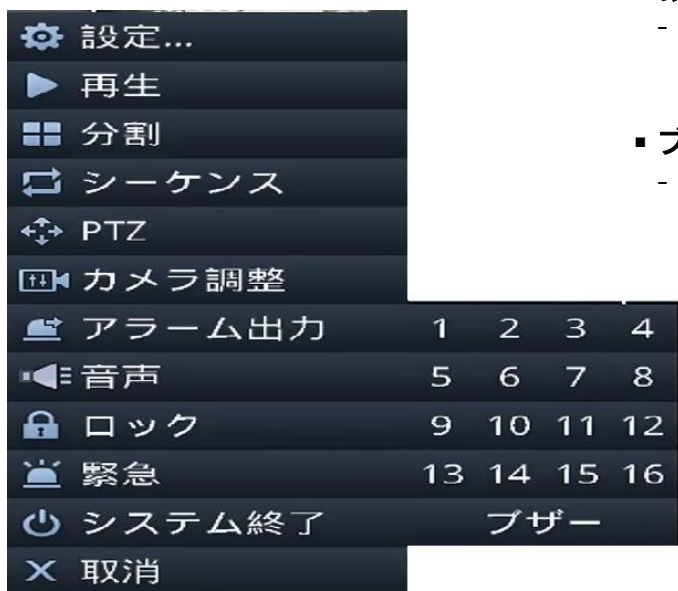 設定...
再生
分割
シーケンス
PTZ
カメラ調整
アラーム出力 1 2 3 4
音声 5 6 7 8
ロック 9 10 11 12
緊急 13 14 15 16
システム終了 ブザー
取消
-
▪ ブ
-